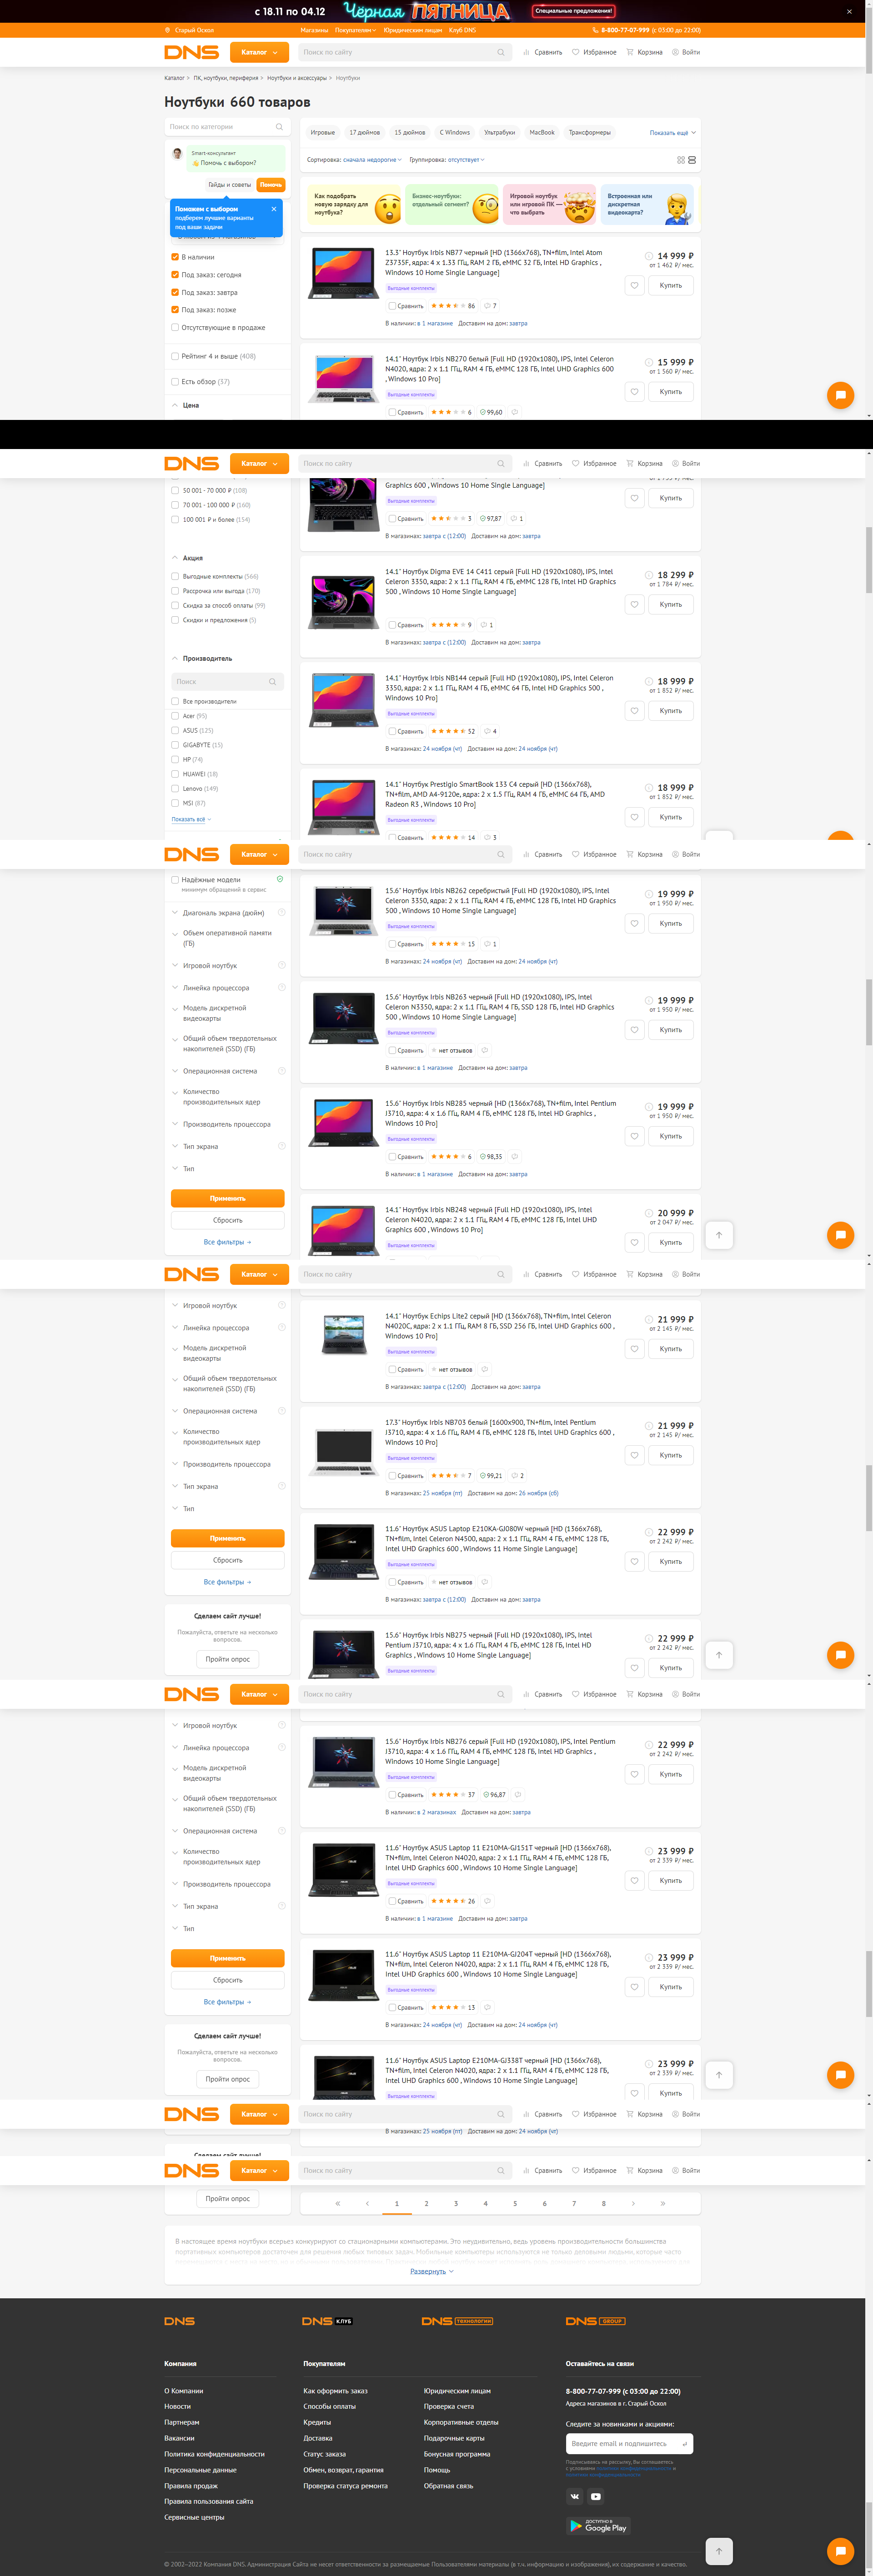 с 18.11 по 04.12
Чёрная ПЯТНИЦА
Специальные предложения!
Старый Оскол
Магазины
Покупателям
Юридическим лицам
Клуб DNS
8-800-77-07-999 (с 03:00 до 22:00)
DNS
Каталог
Поиск по сайту
Сравнить
Избранное
Корзина
Войти
Каталог > ПК, ноутбуки, периферия > Ноутбуки и аксессуары > Ноутбуки
Ноутбуки 660 товаров
Поиск по категории
Smart-консультант
Помочь с выбором?
Гайды и советы
Помочь
Поможем с выбором
подберем лучшие варианты
под ваши задачи
В наличии
Под заказ: сегодня
Под заказ: завтра
Под заказ: позже
Отсутствующие в продаже
Рейтинг 4 и выше (408)
Есть обзор (37)
Цена
Игровые
17 дюймов
15 дюймов
С Windows
Ультрабуки
MacBook
Трансформеры
Показать ещё
Сортировка: сначала недорогие
Группировка: отсутствует
Как подобрать
новую зарядку для
ноутбука?
Бизнес-ноутбуки:
отдельный сегмент?
Игровой ноутбук
или игровой ПК —
что выбрать
Встроенная или
дискретная
видеокарта?
13.3" Ноутбук Irbis NB77 черный [HD (1366x768), TN+film, Intel Atom
Z3735F, ядра: 4 х 1.33 ГГц, RAM 2 ГБ, eMMC 32 ГБ, Intel HD Graphics ,
Windows 10 Home Single Language]
Выгодные комплекты
Сравнить
86
7
В наличии: в 1 магазине
Доставим на дом: завтра
14 999 ₽
от 1 462 ₽/ мес.
Купить
14.1" Ноутбук Irbis NB270 белый [Full HD (1920x1080), IPS, Intel Celeron
N4020, ядра: 2 х 1.1 ГГц, RAM 4 ГБ, eMMC 128 ГБ, Intel UHD Graphics 600
, Windows 10 Pro]
Выгодные комплекты
Сравнить
6
99,60
15 999 ₽
от 1 560 ₽/ мес.
Купить
DNS
Каталог
Поиск по сайту
Сравнить
Избранное
Корзина
Войти
50 001 - 70 000 ₽ (108)
70 001 - 100 000 ₽ (160)
100 001 ₽ и более (154)
Акция
Выгодные комплекты (566)
Рассрочка или выгода (170)
Скидка за способ оплаты (99)
Скидки и предложения (5)
Производитель
Поиск
Все производители
Acer (95)
ASUS (125)
GIGABYTE (15)
HP (74)
HUAWEI (18)
Lenovo (149)
MSI (87)
Показать всё
Graphics 600 , Windows 10 Home Single Language]
Выгодные комплекты
Сравнить
3
97,87
1
В магазинах: завтра с (12:00)
Доставим на дом: завтра
Купить
14.1" Ноутбук Digma EVE 14 C411 серый [Full HD (1920x1080), IPS, Intel
Celeron 3350, ядра: 2 х 1.1 ГГц, RAM 4 ГБ, eMMC 128 ГБ, Intel HD Graphics
500 , Windows 10 Home Single Language]
Сравнить
9
1
В магазинах: завтра с (12:00)
Доставим на дом: завтра
18 299 ₽
от 1 784 ₽/ мес.
Купить
14.1" Ноутбук Irbis NB144 серый [Full HD (1920x1080), IPS, Intel Celeron
3350, ядра: 2 х 1.1 ГГц, RAM 4 ГБ, eMMC 64 ГБ, Intel HD Graphics 500 ,
Windows 10 Pro]
Выгодные комплекты
Сравнить
52
4
В магазинах: 24 ноября (чт)
Доставим на дом: 24 ноября (чт)
18 999 ₽
от 1 852 ₽/ мес.
Купить
14.1" Ноутбук Prestigio SmartBook 133 C4 серый [HD (1366x768),
TN+film, AMD A4-9120e, ядра: 2 х 1.5 ГГц, RAM 4 ГБ, eMMC 64 ГБ, AMD
Radeon R3 , Windows 10 Pro]
Выгодные комплекты
Сравнить
14
3
18 999 ₽
от 1 852 ₽/ мес.
Купить
DNS
Каталог
Поиск по сайту
Сравнить
Избранное
Корзина
Войти
Надёжные модели
минимум обращений в сервис
Диагональ экрана (дюйм)
Объем оперативной памяти
(ГБ)
Игровой ноутбук
Линейка процессора
Модель дискретной
видеокарты
Общий объем твердотельных
накопителей (SSD) (ГБ)
Операционная система
Количество
производительных ядер
Производитель процессора
Тип экрана
Тип
Применить
Сбросить
Все фильтры
15.6" Ноутбук Irbis NB262 серебристый [Full HD (1920x1080), IPS, Intel
Celeron 3350, ядра: 2 х 1.1 ГГц, RAM 4 ГБ, eMMC 128 ГБ, Intel HD Graphics
500 , Windows 10 Home Single Language]
Выгодные комплекты
Сравнить
15
1
В магазинах: 24 ноября (чт)
Доставим на дом: 24 ноября (чт)
19 999 ₽
от 1 950 ₽/ мес.
Купить
15.6" Ноутбук Irbis NB263 черный [Full HD (1920x1080), IPS, Intel
Celeron N3350, ядра: 2 х 1.1 ГГц, RAM 4 ГБ, SSD 128 ГБ, Intel HD Graphics
500 , Windows 10 Home Single Language]
Выгодные комплекты
Сравнить
нет отзывов
В наличии: в 1 магазине
Доставим на дом: завтра
19 999 ₽
от 1 950 ₽/ мес.
Купить
15.6" Ноутбук Irbis NB285 черный [HD (1366x768), TN+film, Intel Pentium
J3710, ядра: 4 х 1.6 ГГц, RAM 4 ГБ, eMMC 128 ГБ, Intel HD Graphics ,
Windows 10 Pro]
Выгодные комплекты
Сравнить
6
98,35
В наличии: в 1 магазине
Доставим на дом: завтра
19 999 ₽
от 1 950 ₽/ мес.
Купить
14.1" Ноутбук Irbis NB248 черный [Full HD (1920x1080), IPS, Intel
Celeron N4020, ядра: 2 х 1.1 ГГц, RAM 4 ГБ, eMMC 128 ГБ, Intel UHD
Graphics 600 , Windows 10 Pro]
Выгодные комплекты
20 999 ₽
от 2 047 ₽/ мес.
Купить
DNS
Каталог
Поиск по сайту
Сравнить
Избранное
Корзина
Войти
Игровой ноутбук
Линейка процессора
Модель дискретной
видеокарты
Общий объем твердотельных
накопителей (SSD) (ГБ)
Операционная система
Количество
производительных ядер
Производитель процессора
Тип экрана
Тип
Применить
Сбросить
Все фильтры
Сделаем сайт лучше!
Пожалуйста, ответьте на несколько
вопросов.
Пройти опрос
14.1" Ноутбук Echips Lite2 серый [HD (1366x768), TN+film, Intel Celeron
N4020C, ядра: 2 х 1.1 ГГц, RAM 8 ГБ, SSD 256 ГБ, Intel UHD Graphics 600 ,
Windows 10 Pro]
Выгодные комплекты
Сравнить
нет отзывов
В магазинах: завтра с (12:00)
Доставим на дом: завтра
21 999 ₽
от 2 145 ₽/ мес.
Купить
17.3" Ноутбук Irbis NB703 белый [1600x900, TN+film, Intel Pentium
J3710, ядра: 4 х 1.6 ГГц, RAM 4 ГБ, eMMC 128 ГБ, Intel UHD Graphics 600 ,
Windows 10 Pro]
Выгодные комплекты
Сравнить
7
99,21
2
В магазинах: 25 ноября (пт)
Доставим на дом: 26 ноября (сб)
21 999 ₽
от 2 145 ₽/ мес.
Купить
11.6" Ноутбук ASUS Laptop E210KA-GJ080W черный [HD (1366x768),
TN+film, Intel Celeron N4500, ядра: 2 х 1.1 ГГц, RAM 4 ГБ, eMMC 128 ГБ,
Intel UHD Graphics 600 , Windows 11 Home Single Language]
Выгодные комплекты
Сравнить
нет отзывов
В магазинах: завтра с (12:00)
Доставим на дом: завтра
22 999 ₽
от 2 242 ₽/ мес.
Купить
15.6" Ноутбук Irbis NB275 черный [Full HD (1920x1080), IPS, Intel
Pentium J3710, ядра: 4 х 1.6 ГГц, RAM 4 ГБ, eMMC 128 ГБ, Intel HD
Graphics , Windows 10 Home Single Language]
Выгодные комплекты
22 999 ₽
от 2 242 ₽/ мес.
Купить
DNS
Каталог
Поиск по сайту
Сравнить
Избранное
Корзина
Войти
Игровой ноутбук
Линейка процессора
Модель дискретной
видеокарты
Общий объем твердотельных
накопителей (SSD) (ГБ)
Операционная система
Количество
производительных ядер
Производитель процессора
Тип экрана
Тип
Применить
Сбросить
Все фильтры
Сделаем сайт лучше!
Пожалуйста, ответьте на несколько
вопросов.
Пройти опрос
15.6" Ноутбук Irbis NB276 серый [Full HD (1920x1080), IPS, Intel Pentium
J3710, ядра: 4 х 1.6 ГГц, RAM 4 ГБ, eMMC 128 ГБ, Intel HD Graphics ,
Windows 10 Home Single Language]
Выгодные комплекты
Сравнить
37
96,87
В наличии: в 2 магазинах
Доставим на дом: завтра
22 999 ₽
от 2 242 ₽/ мес.
Купить
11.6" Ноутбук ASUS Laptop 11 E210MA-GJ151T черный [HD (1366x768),
TN+film, Intel Celeron N4020, ядра: 2 х 1.1 ГГц, RAM 4 ГБ, eMMC 128 ГБ,
Intel UHD Graphics 600 , Windows 10 Home Single Language]
Выгодные комплекты
Сравнить
26
В наличии: в 1 магазине
Доставим на дом: завтра
23 999 ₽
от 2 339 ₽/ мес.
Купить
11.6" Ноутбук ASUS Laptop 11 E210MA-GJ204T черный [HD (1366x768),
TN+film, Intel Celeron N4020, ядра: 2 х 1.1 ГГц, RAM 4 ГБ, eMMC 128 ГБ,
Intel UHD Graphics 600 , Windows 10 Home Single Language]
Выгодные комплекты
Сравнить
13
В магазинах: 24 ноября (чт)
Доставим на дом: 24 ноября (чт)
23 999 ₽
от 2 339 ₽/ мес.
Купить
11.6" Ноутбук ASUS Laptop E210MA-GJ338T черный [HD (1366x768),
TN+film, Intel Celeron N4020, ядра: 2 х 1.1 ГГц, RAM 4 ГБ, eMMC 128 ГБ,
Intel UHD Graphics 600 , Windows 10 Home Single Language]
Выгодные комплекты
23 999 ₽
от 2 339 ₽/ мес.
Купить
DNS
Каталог
Поиск по сайту
Сравнить
Избранное
Корзина
Войти
В магазинах: 25 ноября (пт)
Доставим на дом: 24 ноября (чт)
Сделаем сайт лучше!
DNS
Каталог
Поиск по сайту
Сравнить
Избранное
Корзина
Войти
Пройти опрос
1 2 3 4 5 6 7 8
В настоящее время ноутбуки всерьез конкурируют со стационарными компьютерами. Это неудивительно, ведь уровень производительности большинства
портативных компьютеров достаточен для решения любых типовых задач. Мобильные компьютеры используются не только деловыми людьми, которые часто
Развернуть
DNS
DNS КЛУБ
DNS ТЕХНОЛОГИИ
DNS GROUP
Компания
О Компании
Новости
Партнерам
Вакансии
Политика конфиденциальности
Персональные данные
Правила продаж
Правила пользования сайта
Сервисные центры
Покупателям
Как оформить заказ
Способы оплаты
Кредиты
Доставка
Статус заказа
Обмен, возврат, гарантия
Проверка статуса ремонта
Юридическим лицам
Проверка счета
Корпоративные отделы
Подарочные карты
Бонусная программа
Помощь
Обратная связь
Оставайтесь на связи
8-800-77-07-999 (с 03:00 до 22:00)
Адреса магазинов в г. Старый Оскол
Следите за новинками и акциями:
Введите email и подпишитесь
Подписываясь на рассылку, Вы соглашаетесь
с условиями политики конфиденциальности и
ДОСТУПНО В
Google Play
© 2002–2022 Компания DNS. Администрация Сайта не несет ответственности за размещаемые Пользователями материалы (в т.ч. информацию и изображения), их содержание и качество.